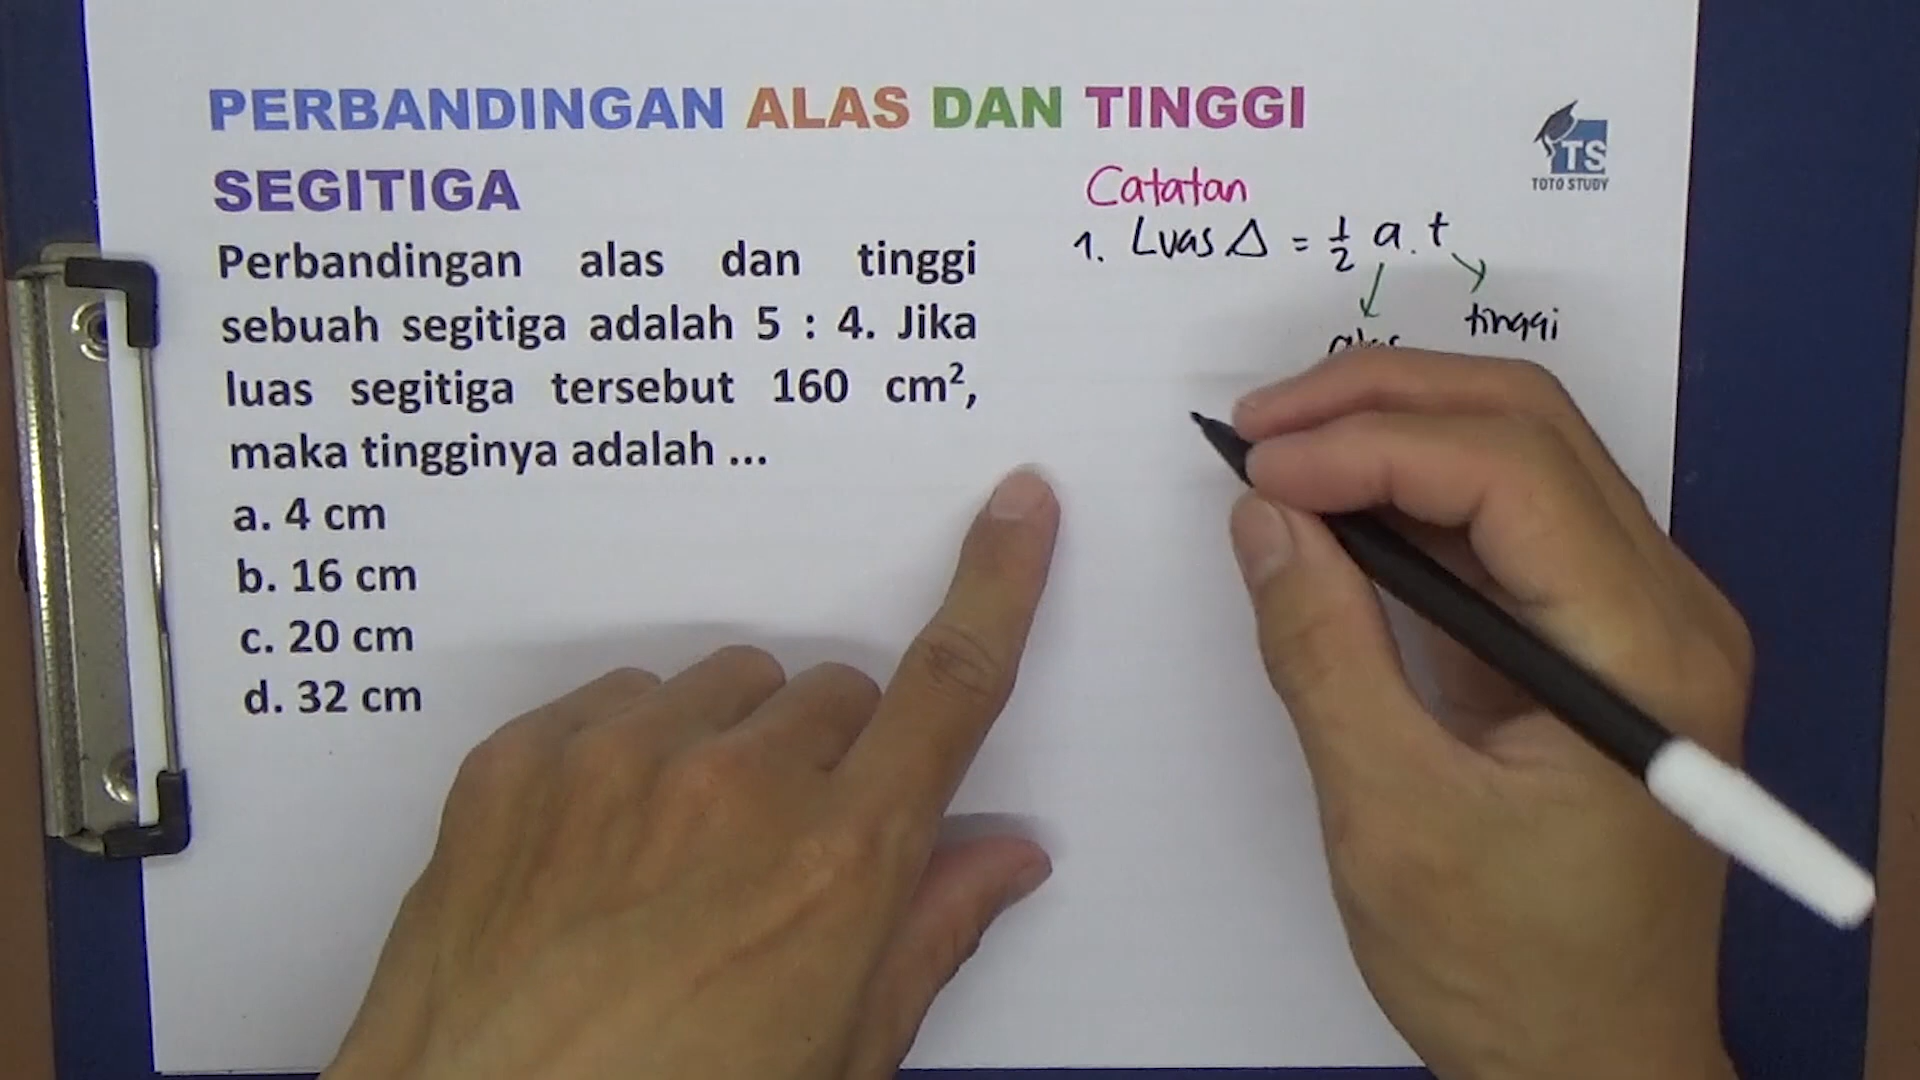 PERBANDINGAN ALAS DAN TINGGI
SEGITIGA
Perbandingan alas dan tinggi
sebuah segitiga adalah 5 : 4. Jika
luas segitiga tersebut 160 cm²,
maka tingginya adalah ...
a. 4 cm
b. 16 cm
c. 20 cm
d. 32 cm
Catatan
1. Luas Δ = 1/2 a . t
alas
tinggi
TS
TOTO STUDY